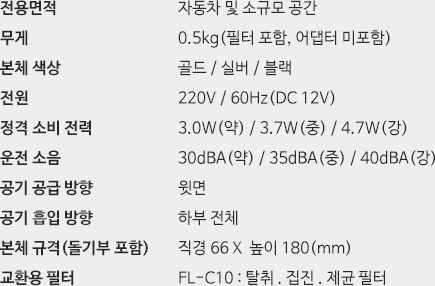 전용면적 자동차 및 소규모 공간
무게 0.5kg(필터 포함, 어댑터 미포함)
본체 색상 골드 / 실버 / 블랙
전원 220V / 60Hz(DC 12V)
정격 소비 전력 3.0W(약) / 3.7W(중) / 4.7W(강)
운전 소음 30dBA(약) / 35dBA(중) / 40dBA(강)
공기 공급 방향 윗면
공기 흡입 방향 하부 전체
본체 규격(돌기부 포함) 직경 66 X 높이 180(mm)
교환용 필터 FL-C10 : 탈취 . 집진 . 제균 필터